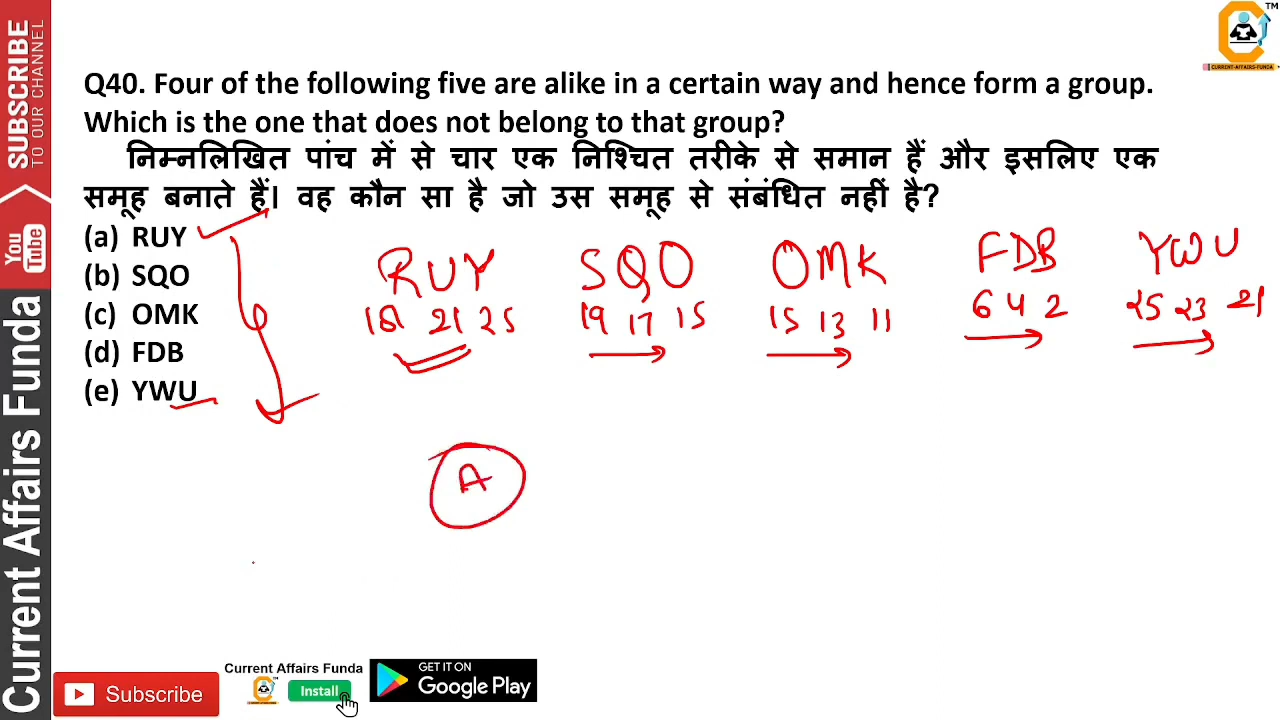 SUBSCRIBE
TO OUR CHANNEL
You
Tube
Current Affairs Funda
TM
CURRENT-AFFAIRS-FUNDA
Q40. Four of the following five are alike in a certain way and hence form a group.
Which is the one that does not belong to that group?
निम्नलिखित पांच में से चार एक निश्चित तरीके से समान हैं और इसलिए एक
समूह बनाते हैं। वह कौन सा है जो उस समूह से संबंधित नहीं है?
(a) RUY
(b) SQO
(c) OMK
(d) FDB
(e) YWU
RUY SQO OMK FDB YWU
18 21 25 19 17 15 15 13 11 6 4 2 25 23 21
A
Subscribe
Current Affairs Funda
Install
GET IT ON
Google Play